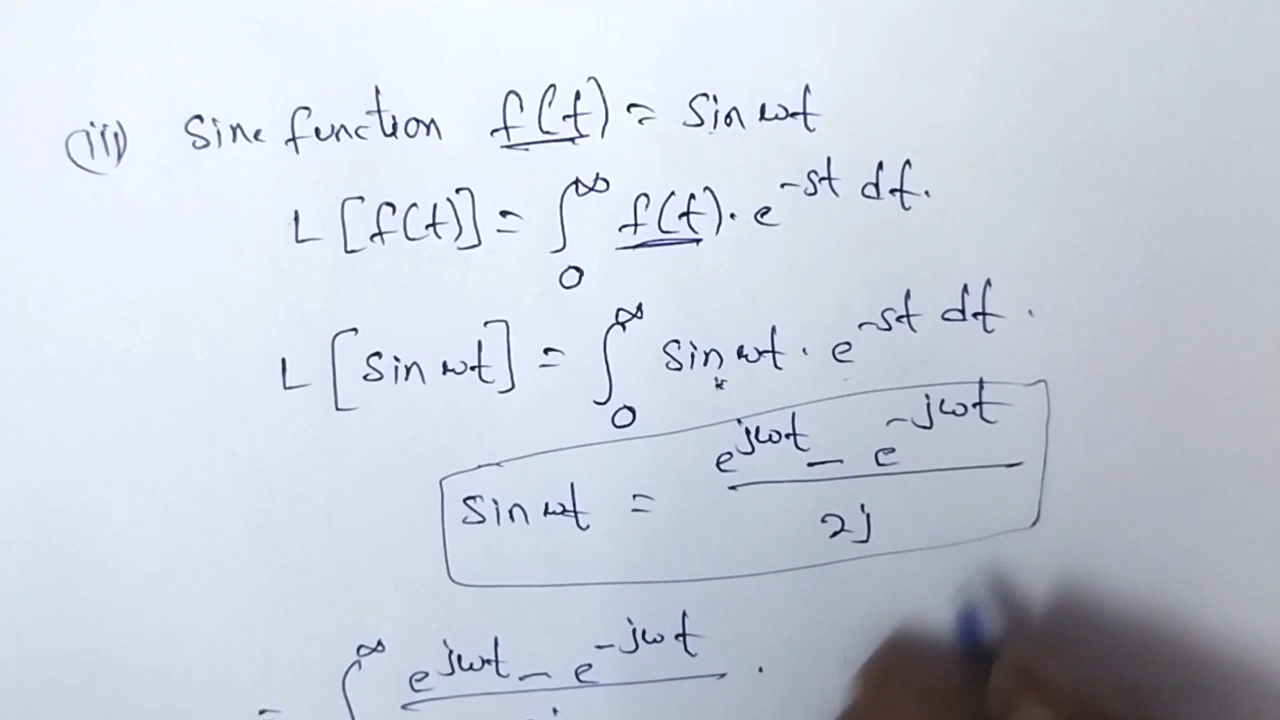 (iii) Sine function f(t) = Sin ωt
L [f(t)] = ∫₀^∞ f(t) · e^-st dt.
L [Sin ωt] = ∫₀^∞ Sin ωt · e^-st dt.
Sin ωt = (e^jωt - e^-jωt) / 2j
= ∫^∞ e^jωt - e^-jωt .